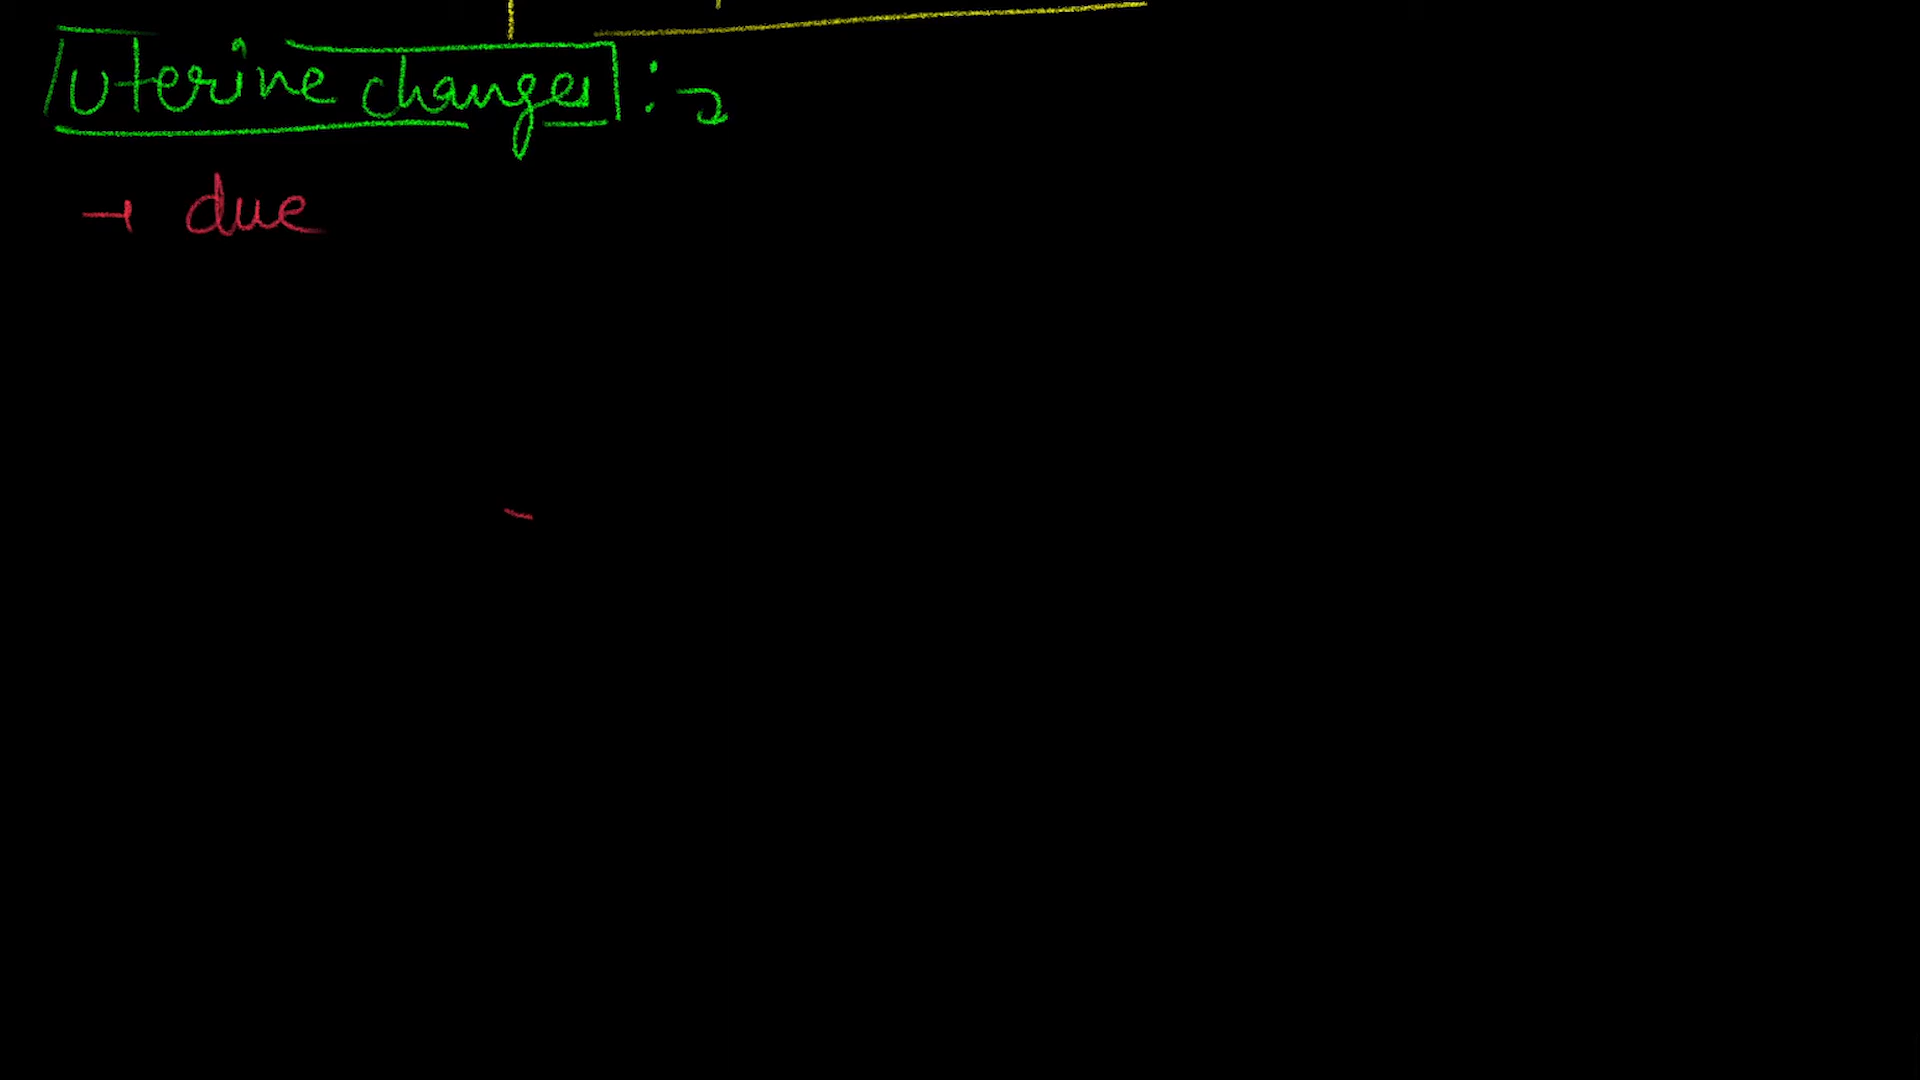 Uterine changes :→
→ due